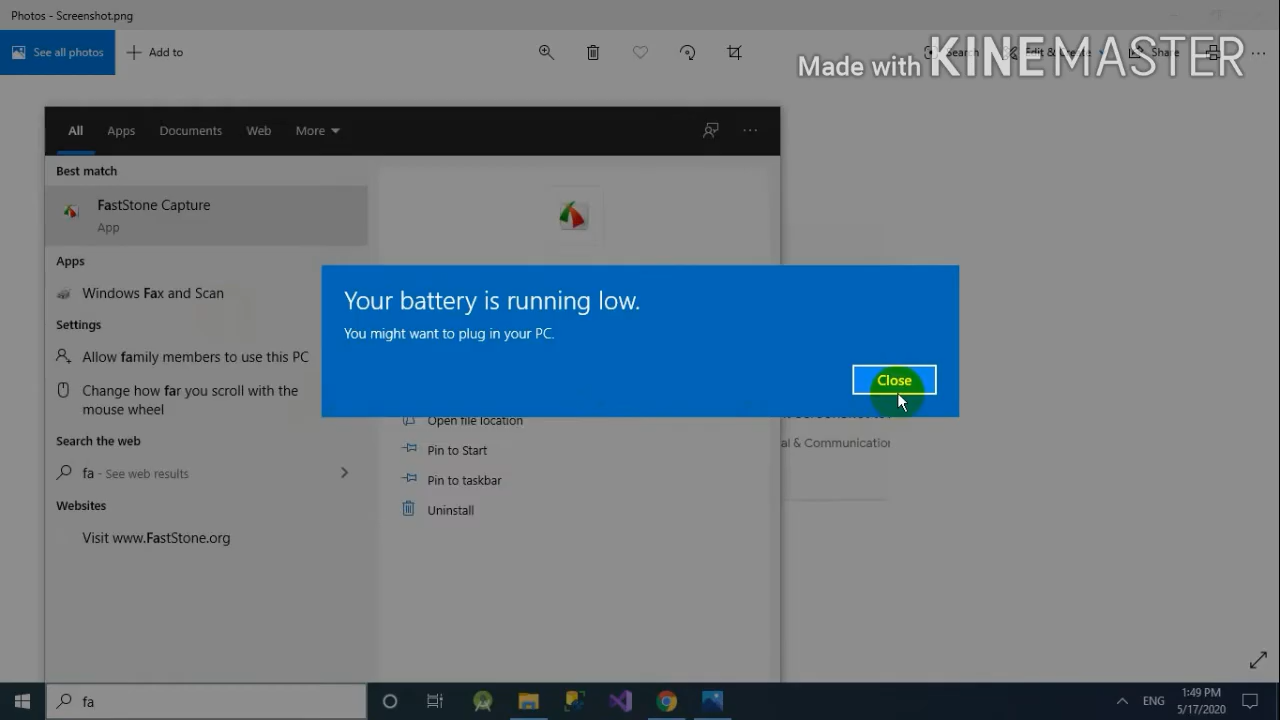 Photos - Screenshot.png
See all photos
Add to
Search
Edit & Create
Share
Made with KINEMASTER
All Apps Documents Web More
Best match
FastStone Capture
App
Apps
Windows Fax and Scan
Settings
Allow family members to use this PC
Change how far you scroll with the
mouse wheel
Search the web
fa - See web results
Websites
Visit www.FastStone.org
Your battery is running low.
You might want to plug in your PC.
Close
Open file location
Pin to Start
Pin to taskbar
Uninstall
al & Communication
fa
ENG
1:49 PM
5/17/2020